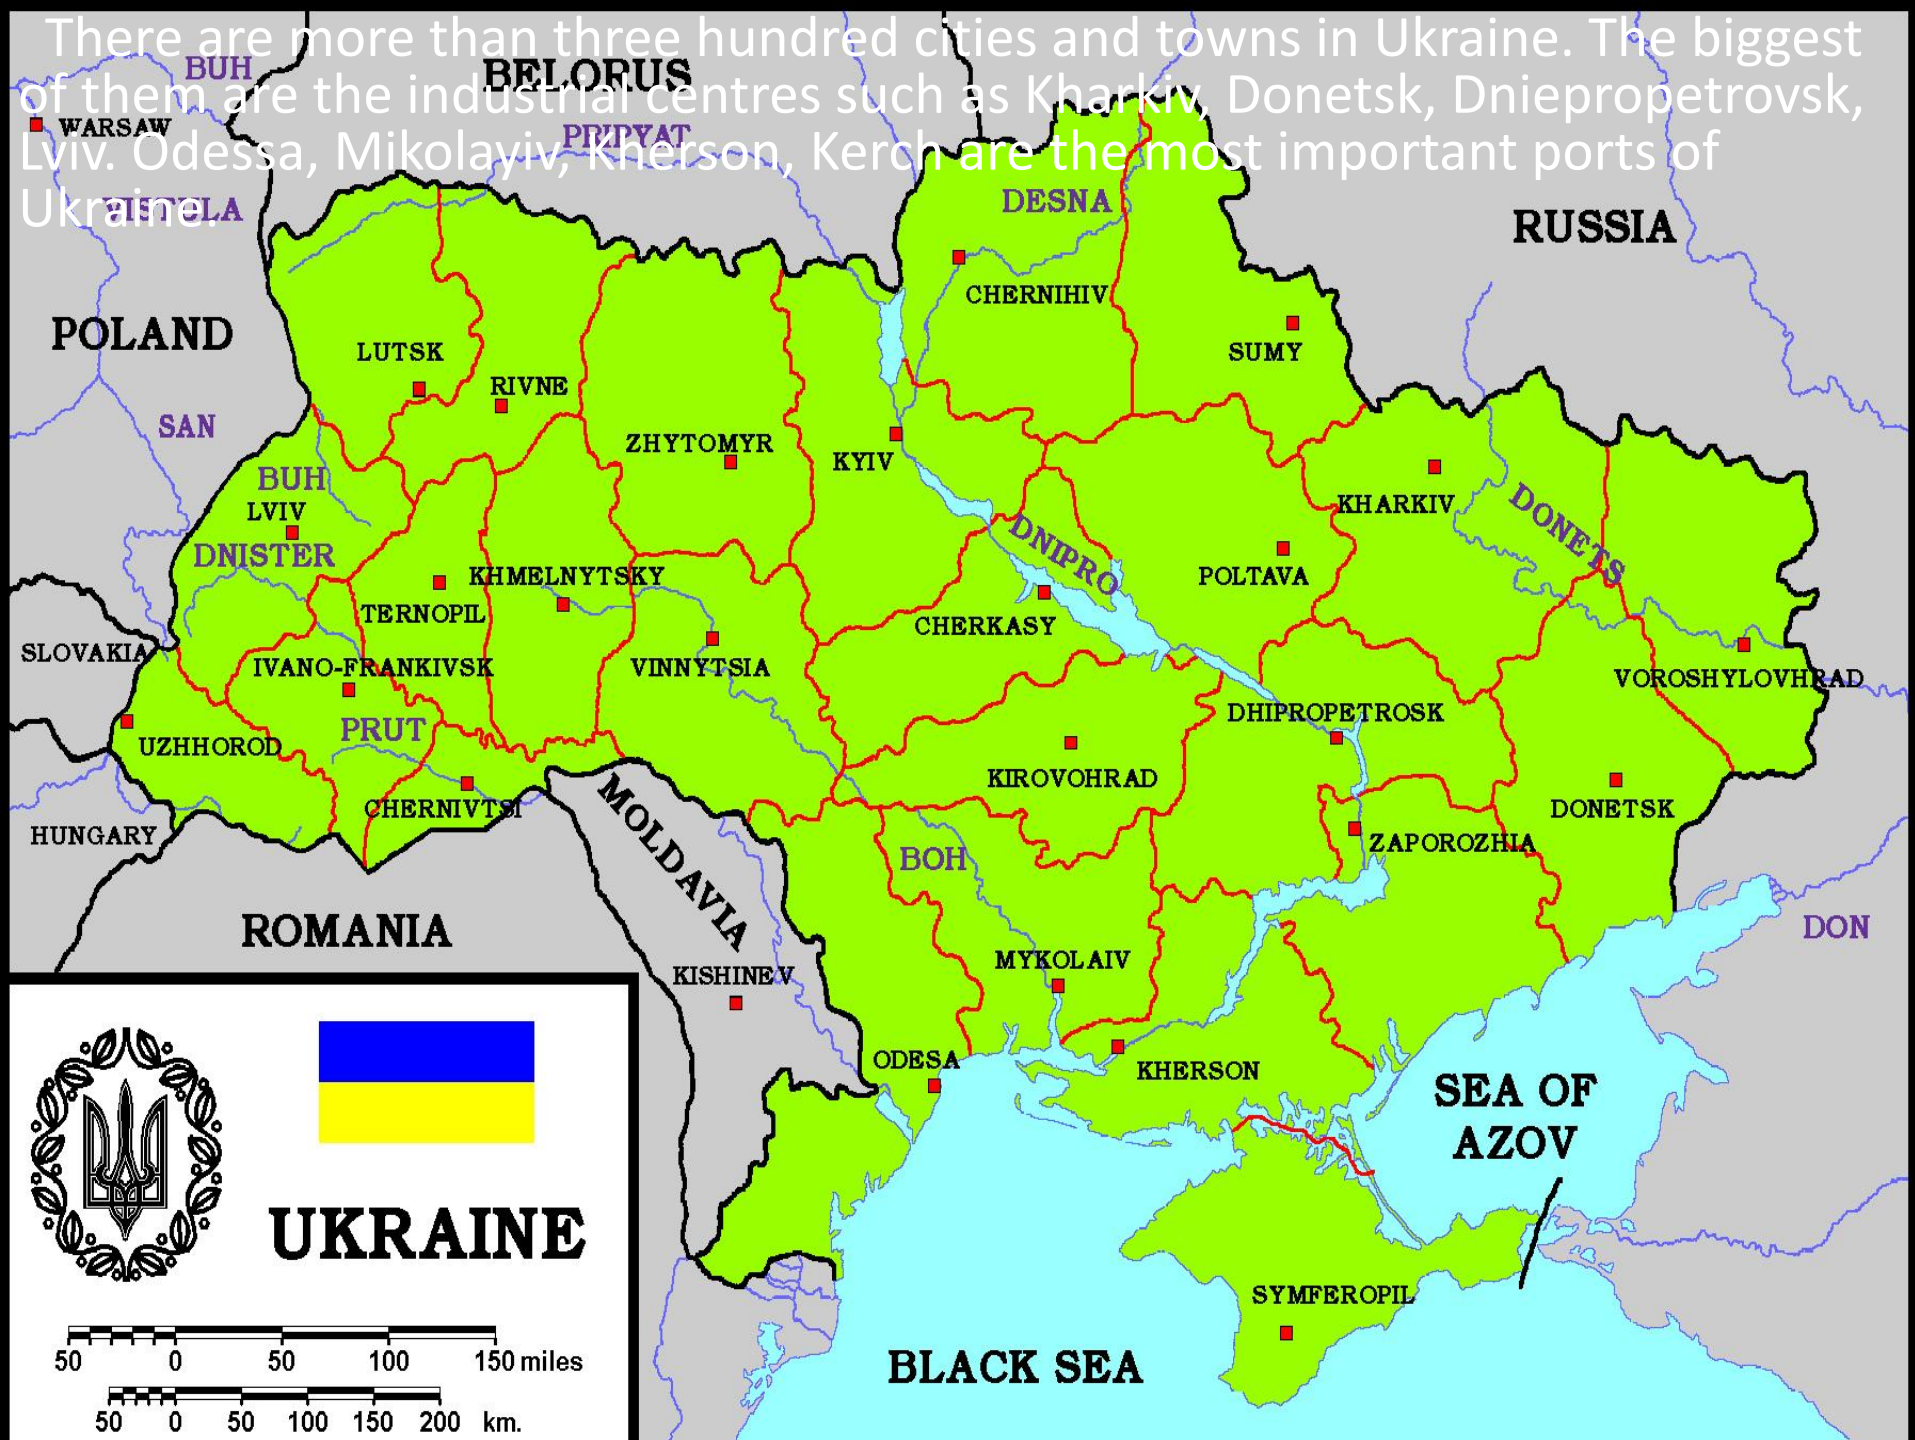 There are more than three hundred cities and towns in Ukraine. The biggest
of them are the industrial centres such as Kharkiv, Donetsk, Dniepropetrovsk,
Lviv. Odessa, Mikolayiv, Kherson, Kerch are the most important ports of
Ukraine.
BUH
BELORUS
WARSAW
PRIPYAT
VISTULA
DESNA
RUSSIA
CHERNIHIV
POLAND
LUTSK
SUMY
RIVNE
SAN
ZHYTOMYR
KYIV
BUH
LVIV
KHARKIV
DONETS
DNIPRO
DNISTER
KHMELNYTSKY
POLTAVA
TERNOPIL
CHERKASY
SLOVAKIA
IVANO-FRANKIVSK
VINNYTSIA
VOROSHYLOVHRAD
DHIPROPETROSK
PRUT
UZHHOROD
KIROVOHRAD
CHERNIVTSI
DONETSK
HUNGARY
MOLDAVIA
ZAPOROZHIA
BOH
ROMANIA
DON
MYKOLAIV
KISHINEV
ODESA
KHERSON
SEA OF
AZOV
UKRAINE
SYMFEROPIL
BLACK SEA
50 0 50 100 150 miles
50 0 50 100 150 200 km.